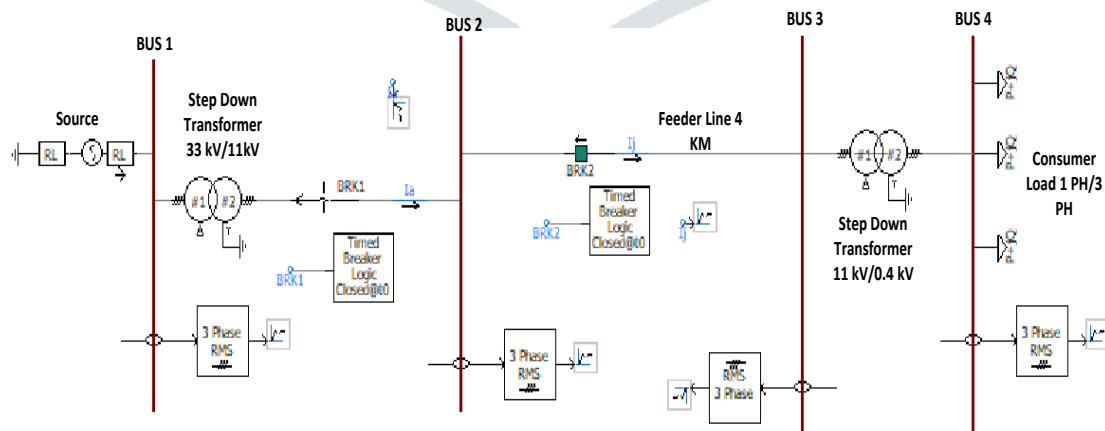 BUS 1
BUS 2
BUS 3
BUS 4
Source
Step Down
Transformer
33 kV/11kV
Feeder Line 4
KM
RL
RL
#1
#2
BRK1
Ia
BRK2
Ij
#1
#2
Consumer
Load 1 PH/3
PH
P+jQ
P+jQ
P+jQ
Timed
Breaker
Logic
Closed@t0
BRK1
Timed
Breaker
Logic
Closed@t0
BRK2
Ij
Step Down
Transformer
11 kV/0.4 kV
3 Phase
RMS
3 Phase
RMS
RMS
3 Phase
3 Phase
RMS